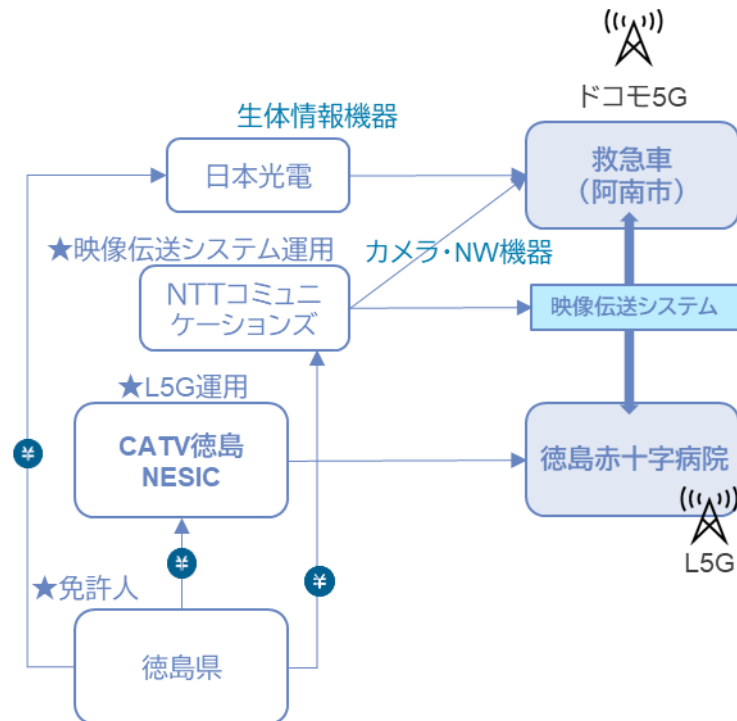 ドコモ5G
生体情報機器
日本光電
救急車
（阿南市）
★映像伝送システム運用
カメラ・NW機器
NTTコミュニ
ケーションズ
映像伝送システム
★L5G運用
CATV徳島
NESIC
徳島赤十字病院
L5G
¥
¥
¥
★免許人
徳島県